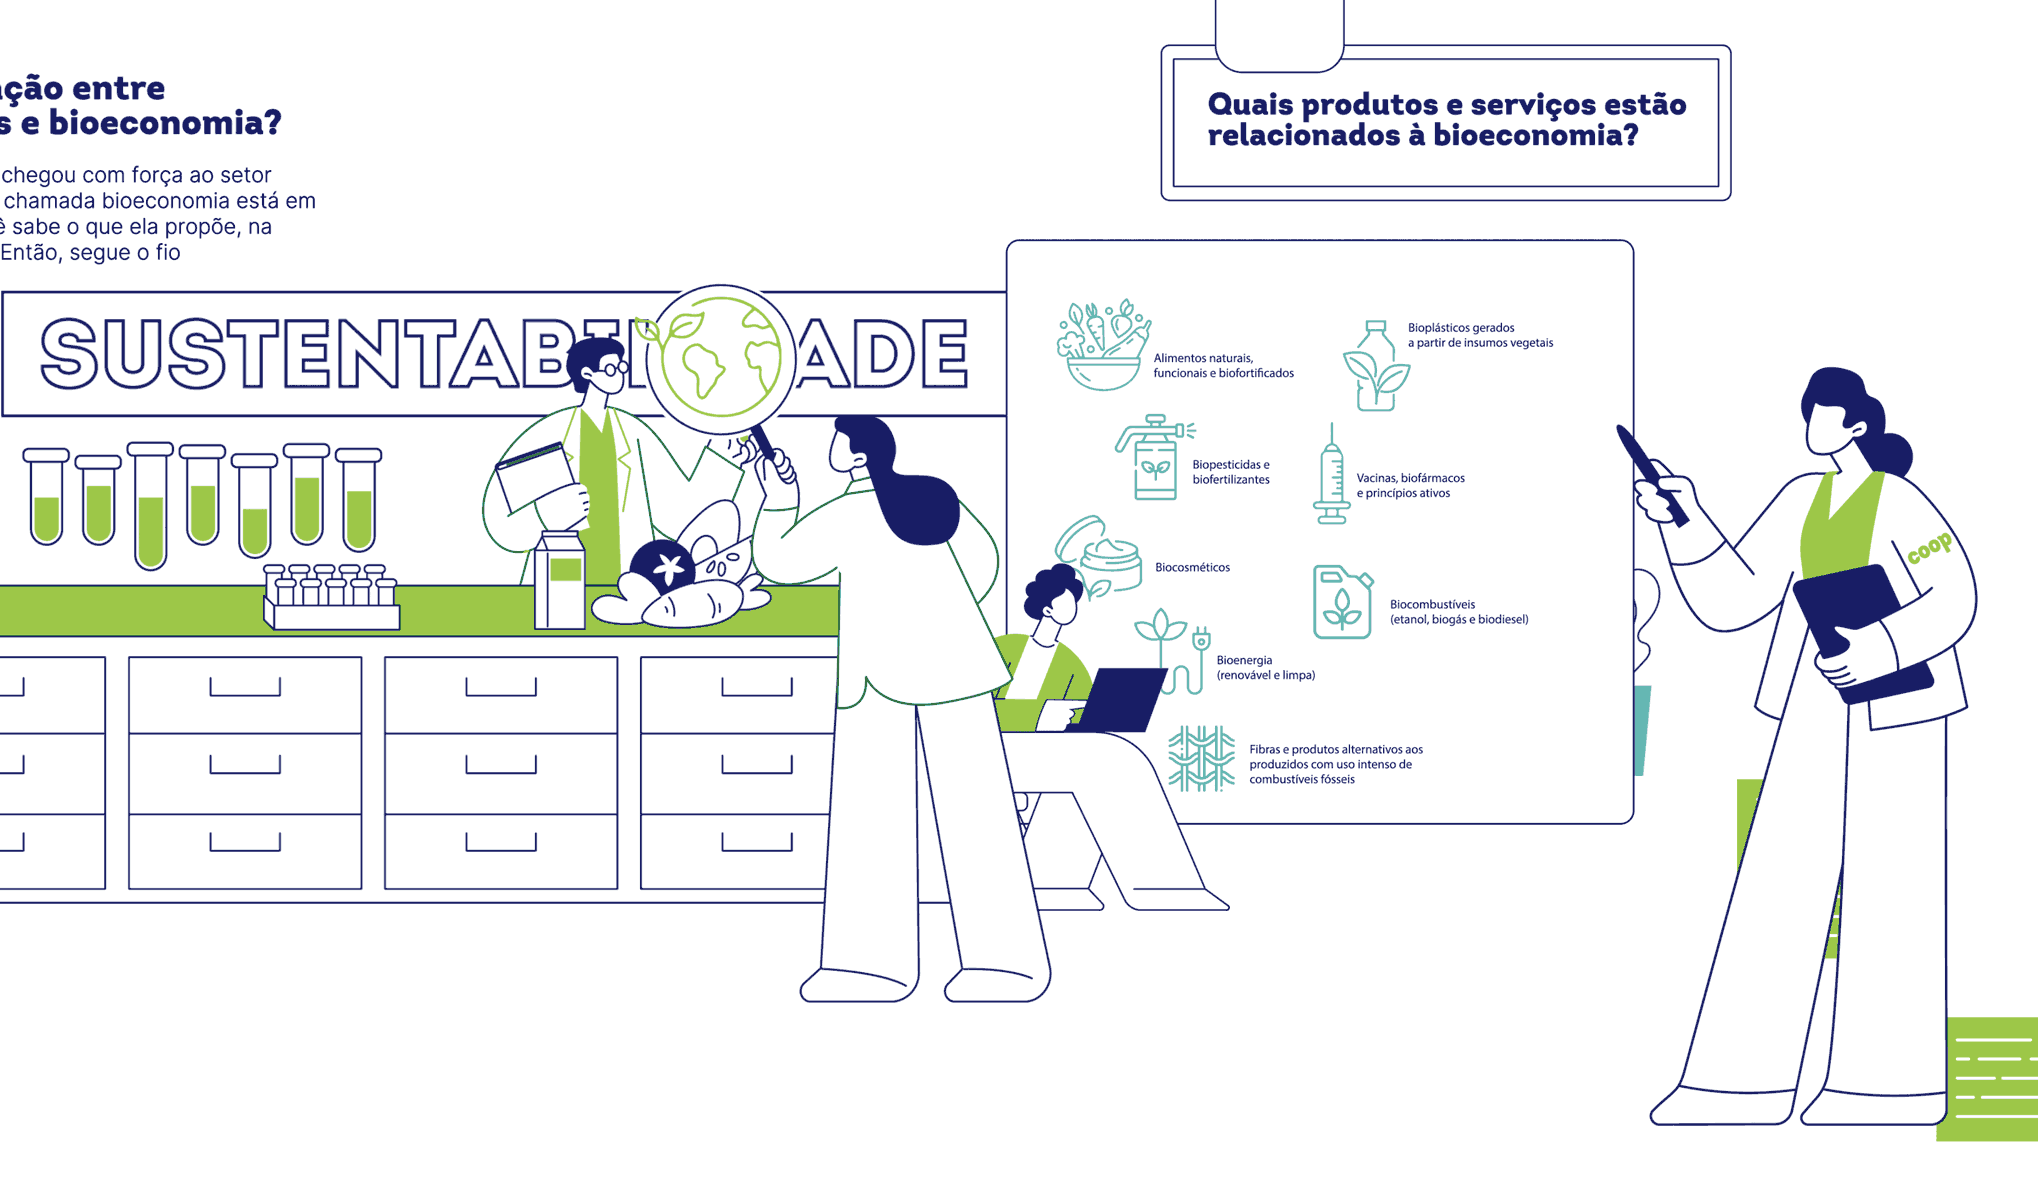 ação entre
s e bioeconomia?
chegou com força ao setor
chamada bioeconomia está em
ê sabe o que ela propõe, na
Então, segue o fio
Quais produtos e serviços estão
relacionados à bioeconomia?
SUSTENTABIL ADE
Alimentos naturais,
funcionais e biofortificados
Bioplásticos gerados
a partir de insumos vegetais
Biopesticidas e
biofertilizantes
Vacinas, biofármacos
e princípios ativos
Biocosméticos
Biocombustíveis
(etanol, biogás e biodiesel)
Bioenergia
(renovável e limpa)
Fibras e produtos alternativos aos
produzidos com uso intenso de
combustíveis fósseis
coop